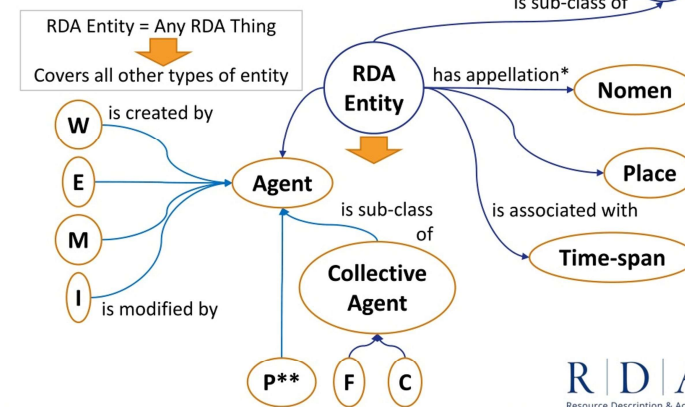 is sub-class of
RDA Entity = Any RDA Thing
Covers all other types of entity
RDA
Entity
has appellation*
Nomen
W
is created by
E
Agent
Place
M
is sub-class
of
is associated with
I
is modified by
Collective
Agent
Time-span
P**
F
C
R D A
Resource Description &